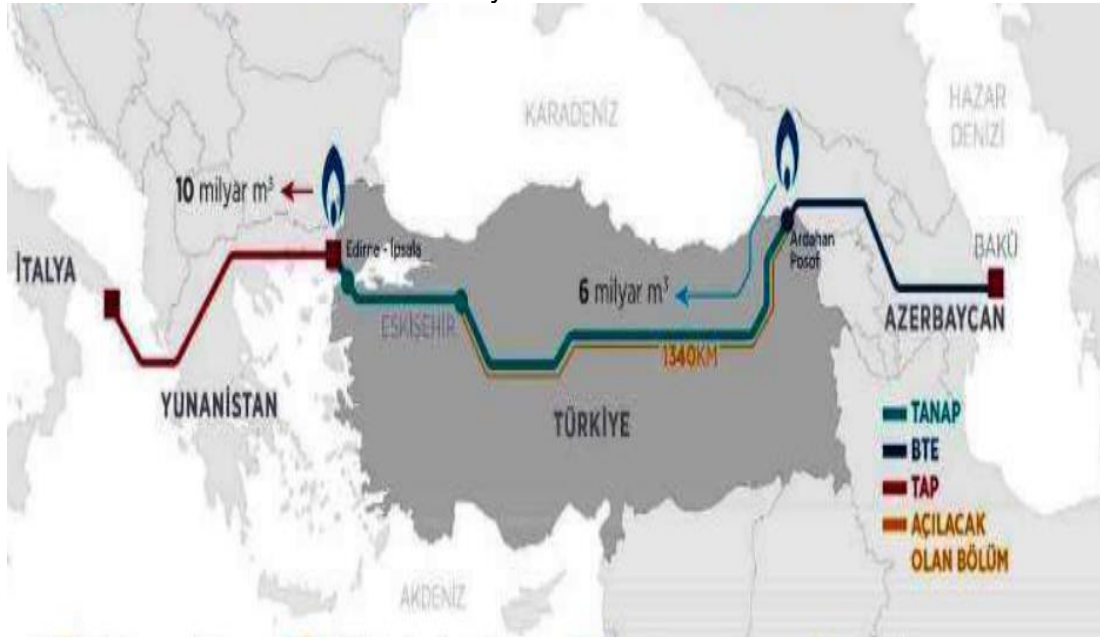 KARADENİZ
HAZAR
DENİZİ
10 milyar m³
Edirne - İpsala
Ardahan
Posof
BAKÜ
İTALYA
6 milyar m³
ESKİŞEHİR
AZERBAYCAN
1340KM
YUNANİSTAN
TÜRKİYE
TANAP
BTE
TAP
AÇILACAK
OLAN BÖLÜM
AKDENİZ